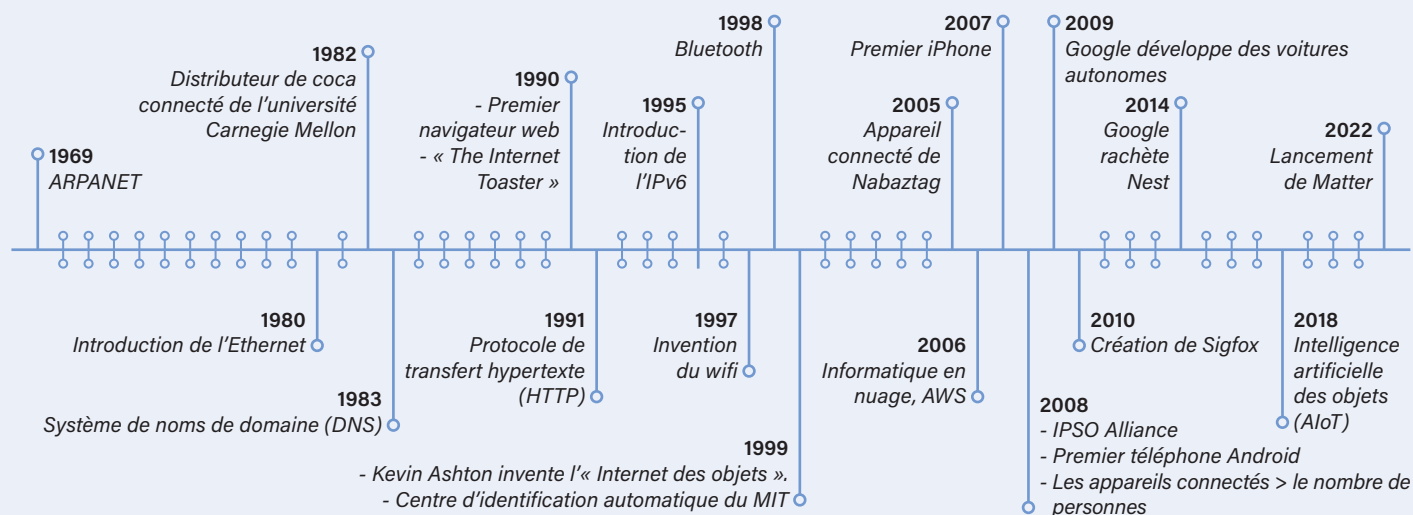 1969
ARPANET
1980
Introduction de l'Ethernet
1982
Distributeur de coca
connecté de l'université
Carnegie Mellon
1983
Système de noms de domaine (DNS)
1990
- Premier
navigateur web
- « The Internet
Toaster »
1991
Protocole de
transfert hypertexte
(HTTP)
1995
Introduc-
tion de
l'IPv6
1997
Invention
du wifi
1998
Bluetooth
1999
- Kevin Ashton invente l'« Internet des objets ».
- Centre d'identification automatique du MIT
2005
Appareil
connecté de
Nabaztag
2006
Informatique en
nuage, AWS
2007
Premier iPhone
2008
- IPSO Alliance
- Premier téléphone Android
- Les appareils connectés > le nombre de
personnes
2009
Google développe des voitures
autonomes
2010
Création de Sigfox
2014
Google
rachète
Nest
2018
Intelligence
artificielle
des objets
(AIoT)
2022
Lancement
de Matter